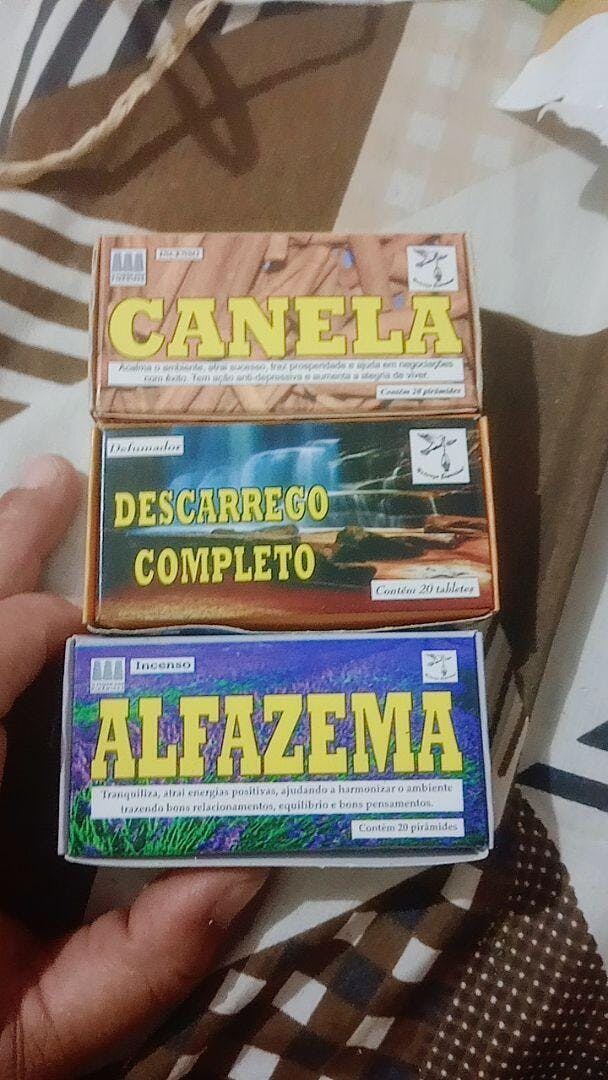 CANELA
Acalma o ambiente, atrai sucesso, traz prosperidade e ajuda em negociações
com êxito. Tem ação anti-depressiva e aumenta a alegria de viver.
Contém 20 pirâmides
Defumador
DESCARREGO
COMPLETO
Contém 20 tabletes
Incenso
ALFAZEMA
Tranquiliza, atrai energias positivas, ajudando a harmonizar o ambiente
trazendo bons relacionamentos, equilíbrio e bons pensamentos.
Contém 20 pirâmides